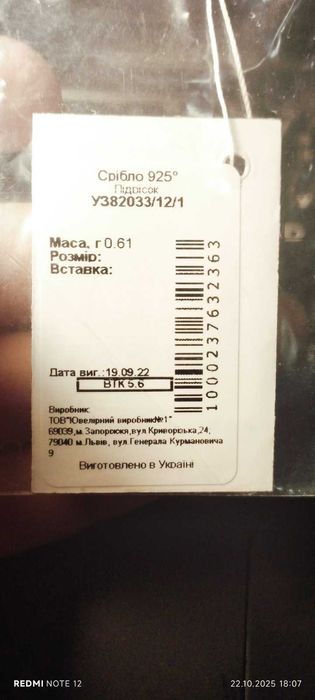 Срібло 925°
Підвісок
УЗ82033/12/1
Маса, г 0.61
Розмір:
Вставка:
1000237632363
Дата виг.:19.09.22
ВТК 5.6
Виробник:
ТОВ"Ювелірний виробник№1"
69039,м.Запоріжжя,вул.Криворізька,24;
79040 м.Львів, вул.Генерала Курмановича
9
Виготовлено в Україні
REDMI NOTE 12
22.10.2025 18:07